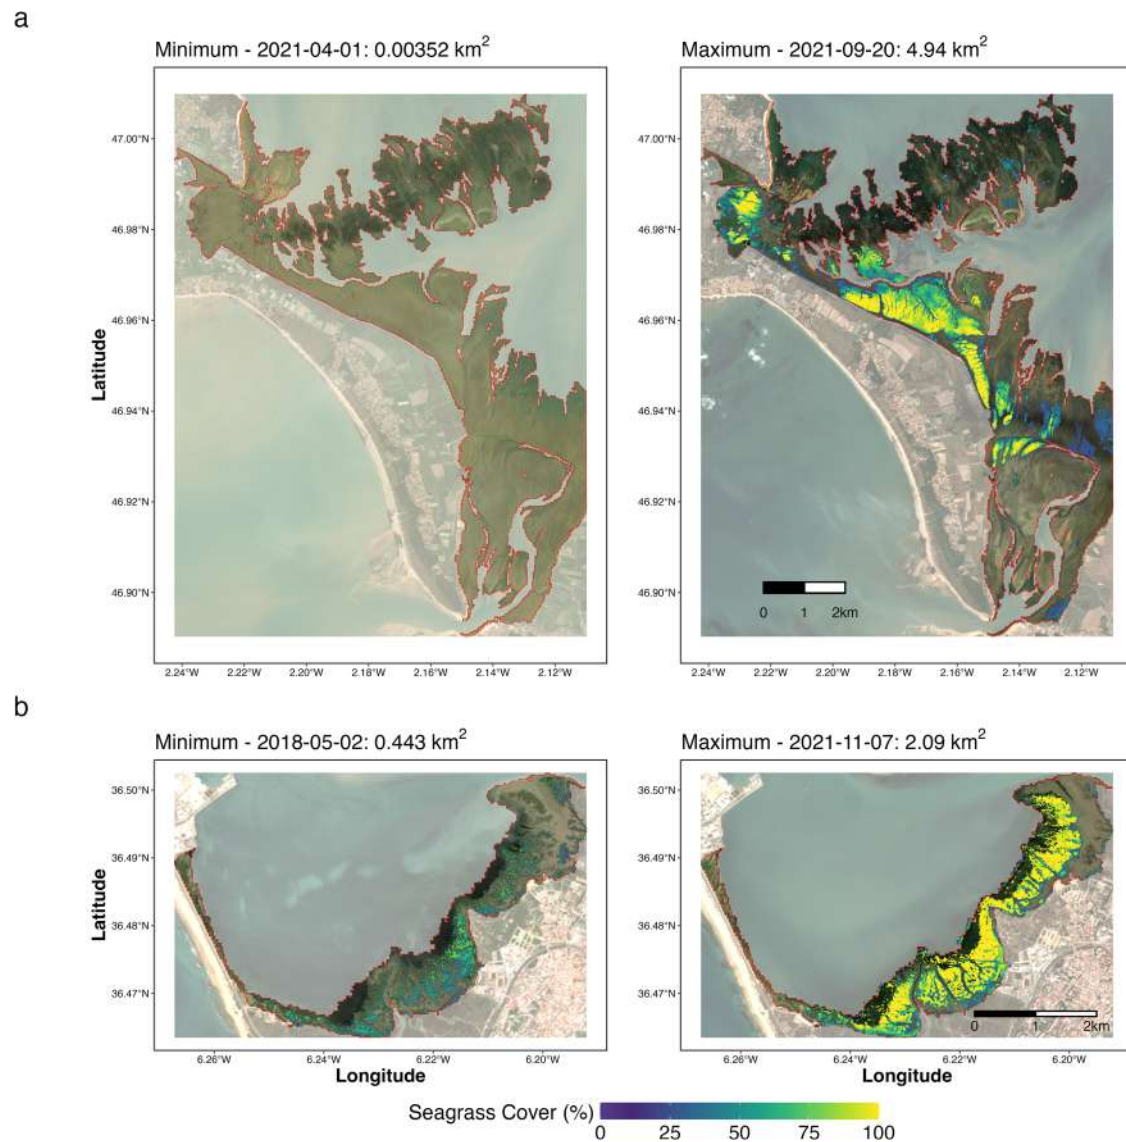 a
Minimum - 2021-04-01: 0.00352 km²
Maximum - 2021-09-20: 4.94 km²
Latitude
47.00°N
46.98°N
46.96°N
46.94°N
46.92°N
46.90°N
47.00°N
46.98°N
46.96°N
46.94°N
46.92°N
46.90°N
0 1 2km
2.24°W 2.22°W 2.20°W 2.18°W 2.16°W 2.14°W 2.12°W
2.24°W 2.22°W 2.20°W 2.18°W 2.16°W 2.14°W 2.12°W
b
Minimum - 2018-05-02: 0.443 km²
Maximum - 2021-11-07: 2.09 km²
Latitude
36.50°N
36.49°N
36.48°N
36.47°N
36.50°N
36.49°N
36.48°N
36.47°N
0 1 2km
6.26°W 6.24°W 6.22°W 6.20°W
6.26°W 6.24°W 6.22°W 6.20°W
Longitude
Longitude
Seagrass Cover (%)
0 25 50 75 100